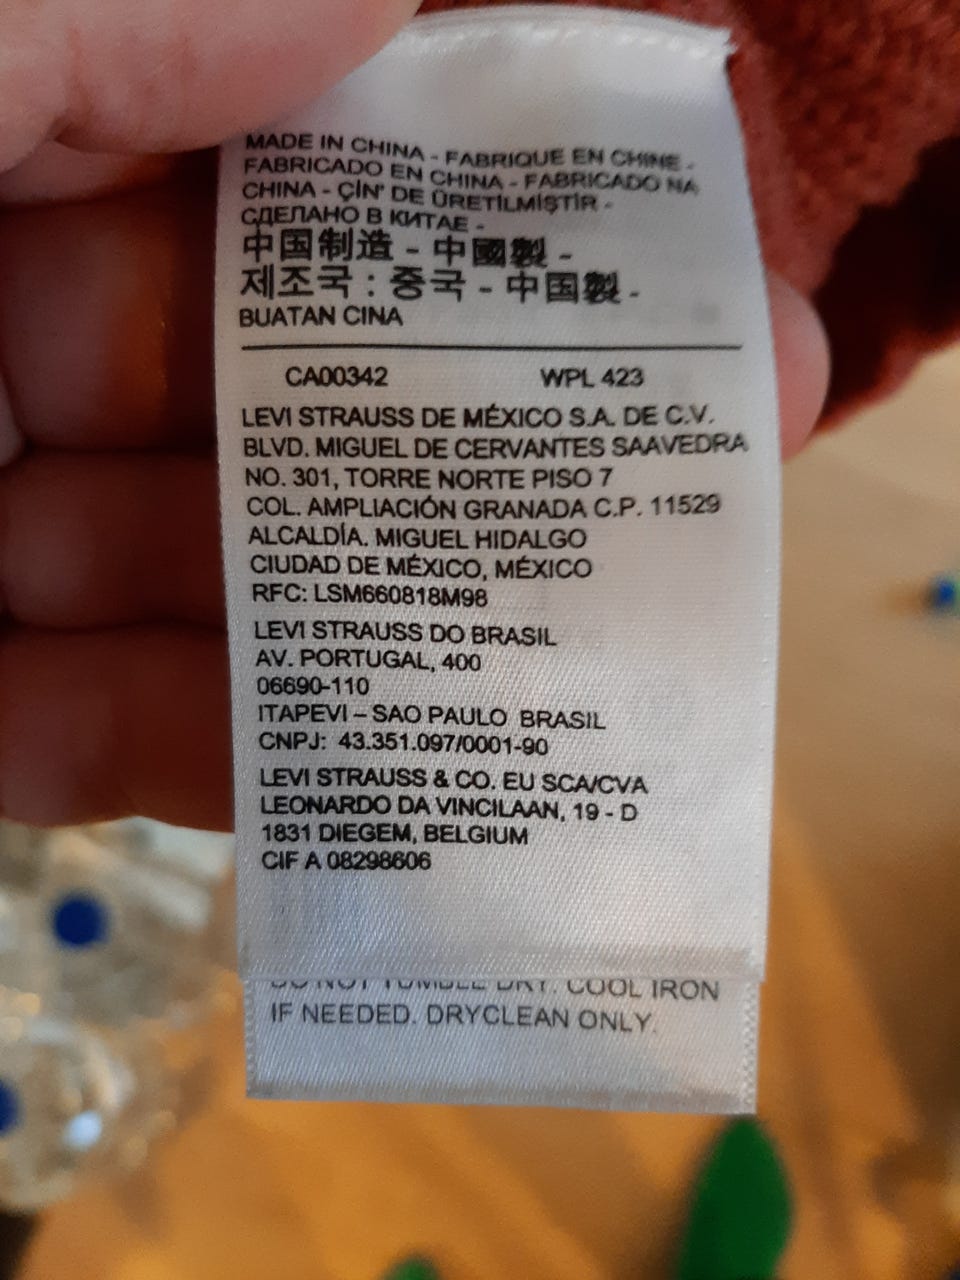 MADE IN CHINA - FABRIQUE EN CHINE -
FABRICADO EN CHINA - FABRICADO NA
CHINA - ÇİN' DE ÜRETİLMİŞTİR -
СДЕЛАНО В КИТАЕ -
中国制造 - 中國製 -
제조국 : 중국 - 中国製 -
BUATAN CINA
CA00342 WPL 423
LEVI STRAUSS DE MÉXICO S.A. DE C.V.
BLVD. MIGUEL DE CERVANTES SAAVEDRA
NO. 301, TORRE NORTE PISO 7
COL. AMPLIACIÓN GRANADA C.P. 11529
ALCALDÍA. MIGUEL HIDALGO
CIUDAD DE MÉXICO, MÉXICO
RFC: LSM660818M98
LEVI STRAUSS DO BRASIL
AV. PORTUGAL, 400
06690-110
ITAPEVI – SAO PAULO BRASIL
CNPJ: 43.351.097/0001-90
LEVI STRAUSS & CO. EU SCA/CVA
LEONARDO DA VINCILAAN, 19 - D
1831 DIEGEM, BELGIUM
CIF A 08298606
DO NOT TUMBLE DRY. COOL IRON
IF NEEDED. DRYCLEAN ONLY.